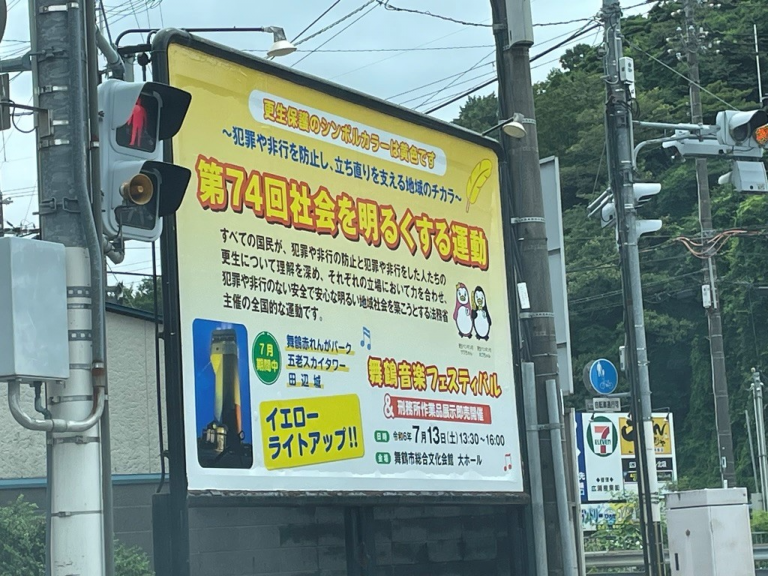 更生保護のシンボルカラーは黄色です
～犯罪や非行を防止し、立ち直りを支える地域のチカラ～
第74回社会を明るくする運動
すべての国民が、犯罪や非行の防止と犯罪や非行をした人たちの
更生について理解を深め、それぞれの立場において力を合わせ、
犯罪や非行のない安全で安心な明るい地域社会を築こうとする法務省
主催の全国的な運動です。
7月
期間中
舞鶴赤れんがパーク
五老スカイタワー
田辺城
イエロー
ライトアップ!!
舞鶴音楽フェスティバル
& 刑務所作業品展示即売開催
日時 令和6年7月13日(土)13:30～16:00
会場 舞鶴市総合文化会館 大ホール
7
ELEVEN